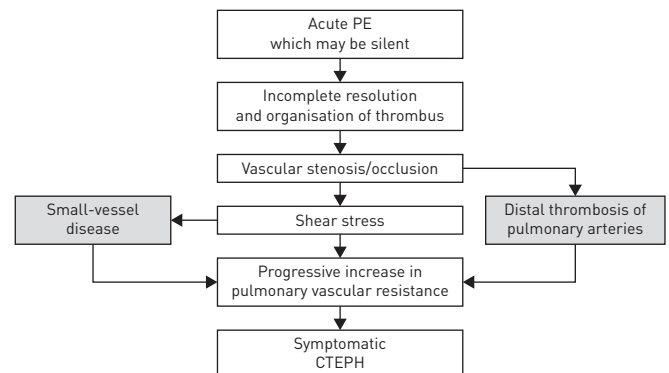 Acute PE
which may be silent
Incomplete resolution
and organisation of thrombus
Vascular stenosis/occlusion
Small-vessel
disease
Shear stress
Distal thrombosis of
pulmonary arteries
Progressive increase in
pulmonary vascular resistance
Symptomatic
CTEPH